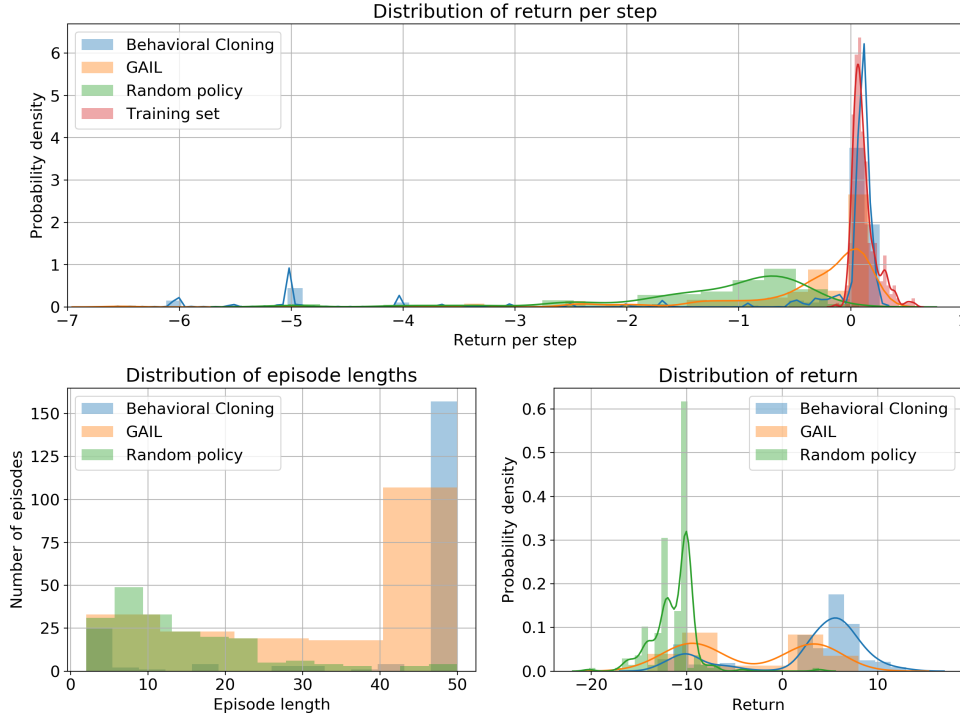 Distribution of return per step
Probability density
6
5
4
3
2
1
0
Behavioral Cloning
GAIL
Random policy
Training set
−7 −6 −5 −4 −3 −2 −1 0
Return per step
Distribution of episode lengths
Number of episodes
150
125
100
75
50
25
0
Behavioral Cloning
GAIL
Random policy
0 10 20 30 40 50
Episode length
Distribution of return
Probability density
0.6
0.5
0.4
0.3
0.2
0.1
0.0
Behavioral Cloning
GAIL
Random policy
−20 −10 0 10
Return